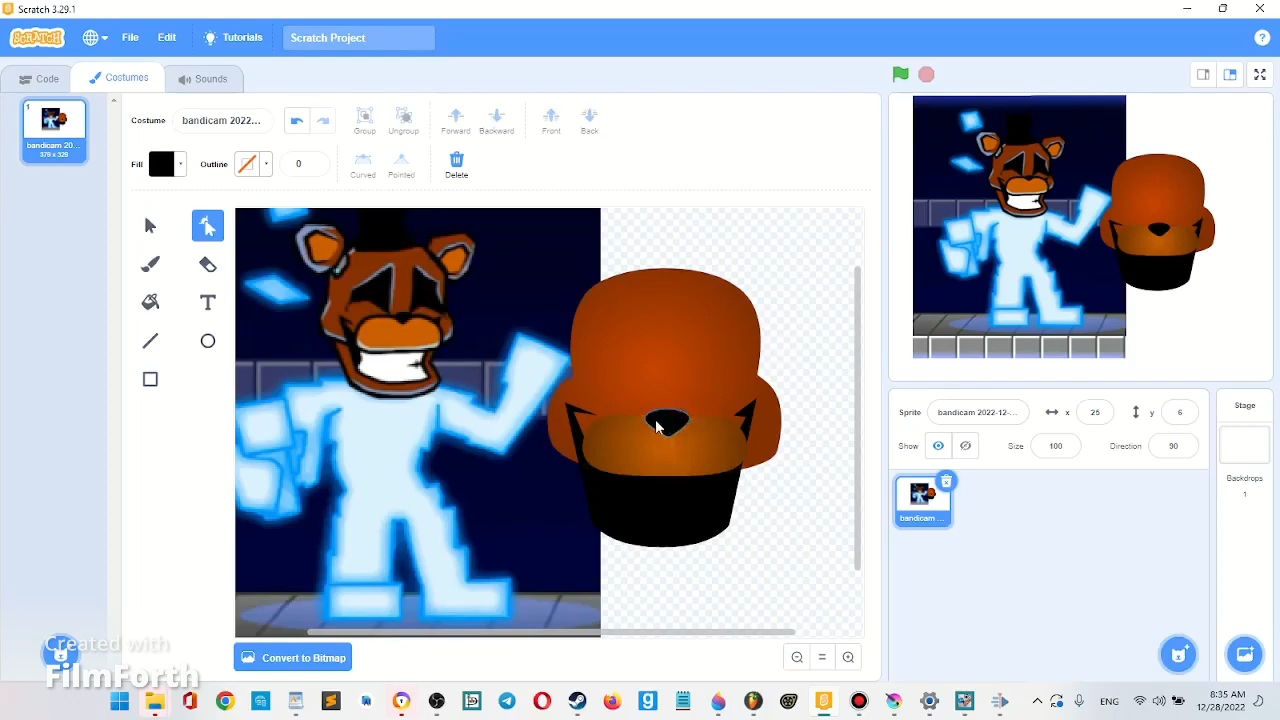 Scratch 3.29.1
SCRATCH File Edit Tutorials Scratch Project ?
Code Costumes Sounds
1
bandicam 20...
379 x 328
Costume bandicam 2022... Group Ungroup Forward Backward Front Back
Fill Outline 0 Curved Pointed Delete
T
Convert to Bitmap
Sprite bandicam 2022-12-... x 25 y 6
Show Size 100 Direction 90
bandicam ...
Stage
Backdrops
1
Created with
FilmForth
ENG 8:35 AM
12/28/2022